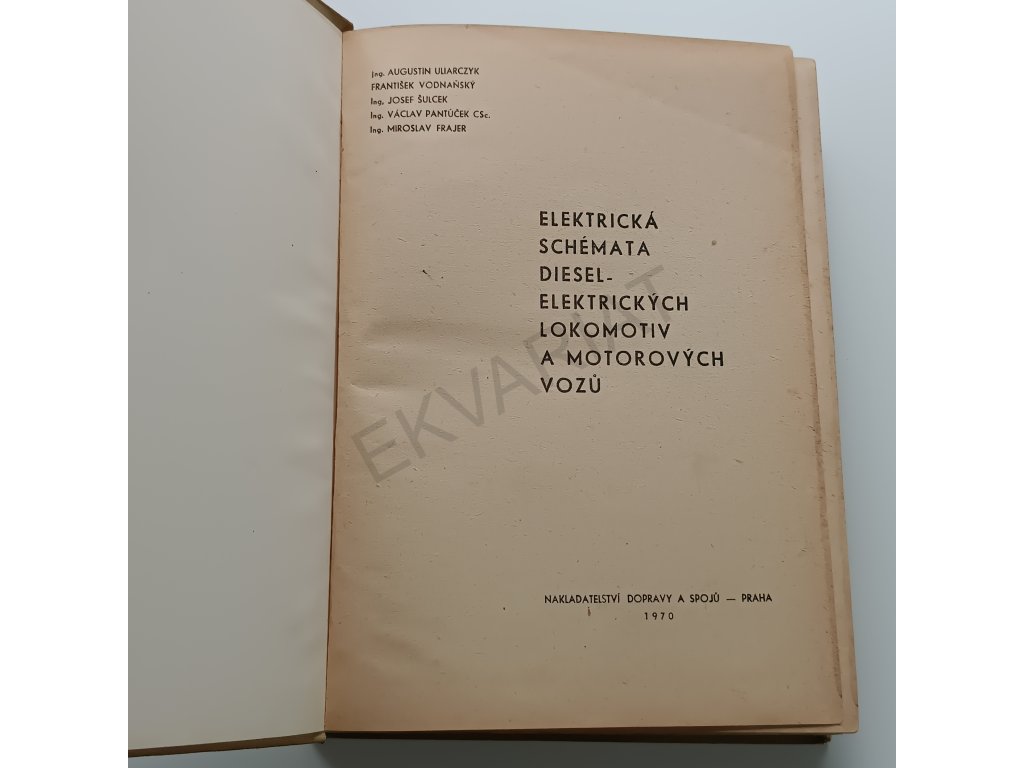 Ing. AUGUSTIN ULIARCZYK
FRANTIŠEK VODNAŇSKÝ
Ing. JOSEF ŠULCEK
Ing. VÁCLAV PANTŮČEK CSc.
Ing. MIROSLAV FRAJER
ELEKTRICKÁ
SCHÉMATA
DIESEL-
ELEKTRICKÝCH
LOKOMOTIV
A MOTOROVÝCH
VOZŮ
EKVARIAT
NAKLADATELSTVÍ DOPRAVY A SPOJŮ — PRAHA
1970